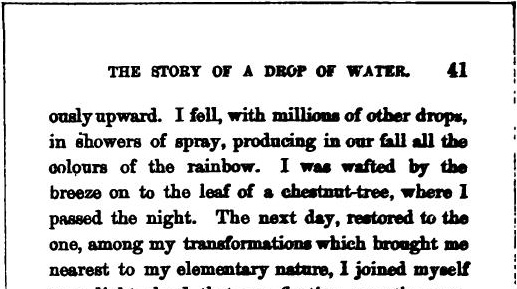 THE STORY OF A DROP OF WATER. 41
ously upward. I fell, with millions of other drops,
in showers of spray, producing in our fall all the
colours of the rainbow. I was wafted by the
breeze on to the leaf of a chestnut-tree, where I
passed the night. The next day, restored to the
one, among my transformations which brought me
nearest to my elementary nature, I joined myself